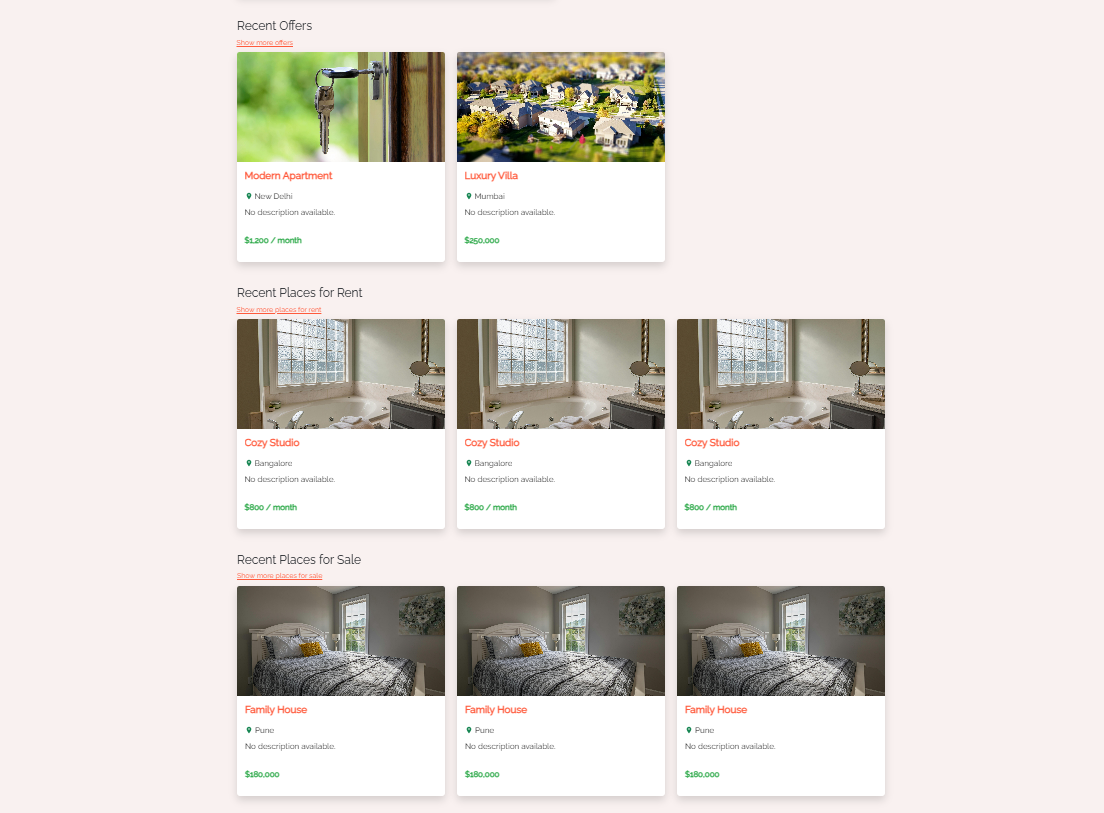 Recent Offers
Show more offers
Modern Apartment
New Delhi
No description available.
$1,200 / month
Luxury Villa
Mumbai
No description available.
$250,000
Recent Places for Rent
Show more places for rent
Cozy Studio
Bangalore
No description available.
$800 / month
Cozy Studio
Bangalore
No description available.
$800 / month
Cozy Studio
Bangalore
No description available.
$800 / month
Recent Places for Sale
Show more places for sale
Family House
Pune
No description available.
$180,000
Family House
Pune
No description available.
$180,000
Family House
Pune
No description available.
$180,000